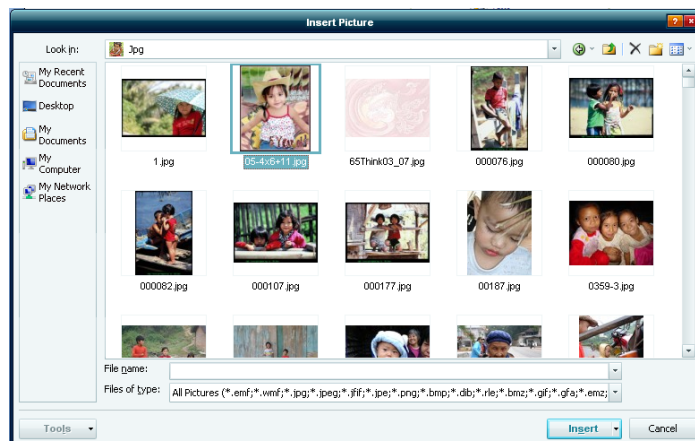 Insert Picture
Look in:
Jpg
My Recent
Documents
Desktop
My
Documents
My
Computer
My Network
Places
1.jpg
05-4x6+11.jpg
65Think03_07.jpg
000076.jpg
000080.jpg
000082.jpg
000107.jpg
000177.jpg
00187.jpg
0359-3.jpg
File name:
Files of type:
All Pictures (*.emf;*.wmf;*.jpg;*.jpeg;*.jfif;*.jpe;*.png;*.bmp;*.dib;*.rle;*.bmz;*.gif;*.gfa;*.emz;
Tools
Insert
Cancel